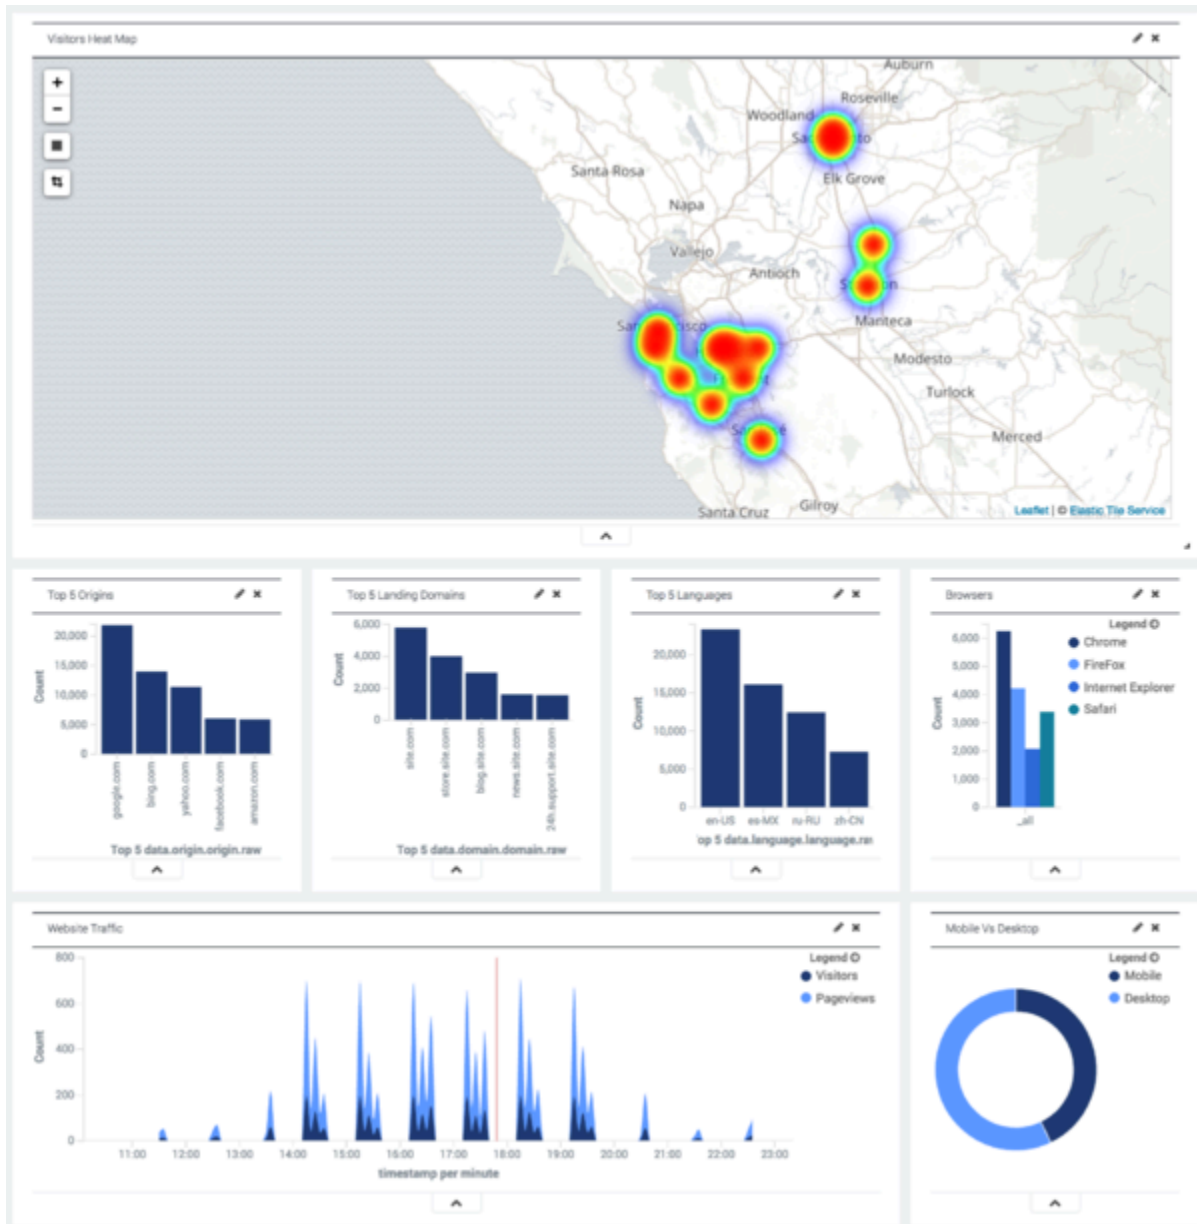 Visitors Heat Map
+
−
Auburn
Roseville
Woodland
Elk Grove
Santa Rosa
Napa
Vallejo
Antioch
Manteca
Modesto
Turlock
Merced
Gilroy
Santa Cruz
Leaflet | © Elastic Tile Service
Top 5 Origins
20,000
15,000
10,000
5,000
0
Count
google.com
bing.com
yahoo.com
facebook.com
amazon.com
Top 5 data.origin.origin.raw
Top 5 Landing Domains
6,000
4,000
2,000
0
Count
site.com
store.site.com
blog.site.com
news.site.com
24h.support.site.com
Top 5 data.domain.domain.raw
Top 5 Languages
20,000
15,000
10,000
5,000
0
Count
en-US
es-MX
ru-RU
zh-CN
op 5 data.language.language.ra
Browsers
Legend
Chrome
FireFox
Internet Explorer
Safari
6,000
5,000
4,000
3,000
2,000
1,000
0
Count
_all
Website Traffic
Legend
Visitors
Pageviews
800
600
400
200
0
Count
11:00
12:00
13:00
14:00
15:00
16:00
17:00
18:00
19:00
20:00
21:00
22:00
23:00
timestamp per minute
Mobile Vs Desktop
Legend
Mobile
Desktop